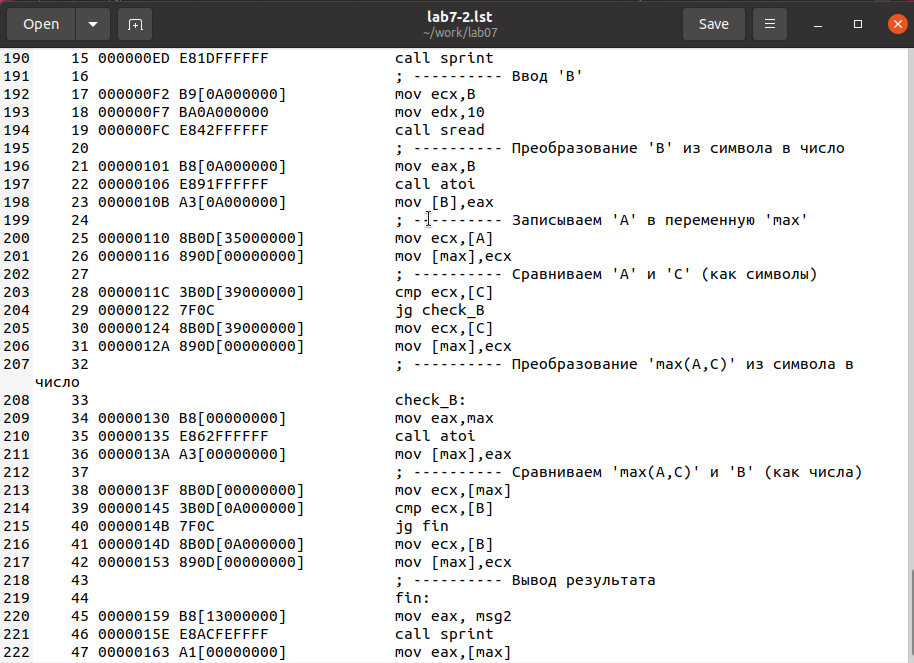 Open
lab7-2.lst
~/work/lab07
Save
190 15 000000ED E81DFFFFFF call sprint
191 16 ; ---------- Ввод 'B'
192 17 000000F2 B9[0A000000] mov ecx,B
193 18 000000F7 BA0A000000 mov edx,10
194 19 000000FC E842FFFFFF call sread
195 20 ; ---------- Преобразование 'B' из символа в число
196 21 00000101 B8[0A000000] mov eax,B
197 22 00000106 E891FFFFFF call atoi
198 23 0000010B A3[0A000000] mov [B],eax
199 24 ; ---------- Записываем 'A' в переменную 'max'
200 25 00000110 8B0D[35000000] mov ecx,[A]
201 26 00000116 890D[00000000] mov [max],ecx
202 27 ; ---------- Сравниваем 'A' и 'C' (как символы)
203 28 0000011C 3B0D[39000000] cmp ecx,[C]
204 29 00000122 7F0C jg check_B
205 30 00000124 8B0D[39000000] mov ecx,[C]
206 31 0000012A 890D[00000000] mov [max],ecx
207 32 ; ---------- Преобразование 'max(A,C)' из символа в
число
208 33 check_B:
209 34 00000130 B8[00000000] mov eax,max
210 35 00000135 E862FFFFFF call atoi
211 36 0000013A A3[00000000] mov [max],eax
212 37 ; ---------- Сравниваем 'max(A,C)' и 'B' (как числа)
213 38 0000013F 8B0D[00000000] mov ecx,[max]
214 39 00000145 3B0D[0A000000] cmp ecx,[B]
215 40 0000014B 7F0C jg fin
216 41 0000014D 8B0D[0A000000] mov ecx,[B]
217 42 00000153 890D[00000000] mov [max],ecx
218 43 ; ---------- Вывод результата
219 44 fin:
220 45 00000159 B8[13000000] mov eax, msg2
221 46 0000015E E8ACFEFFFF call sprint
222 47 00000163 A1[00000000] mov eax,[max]